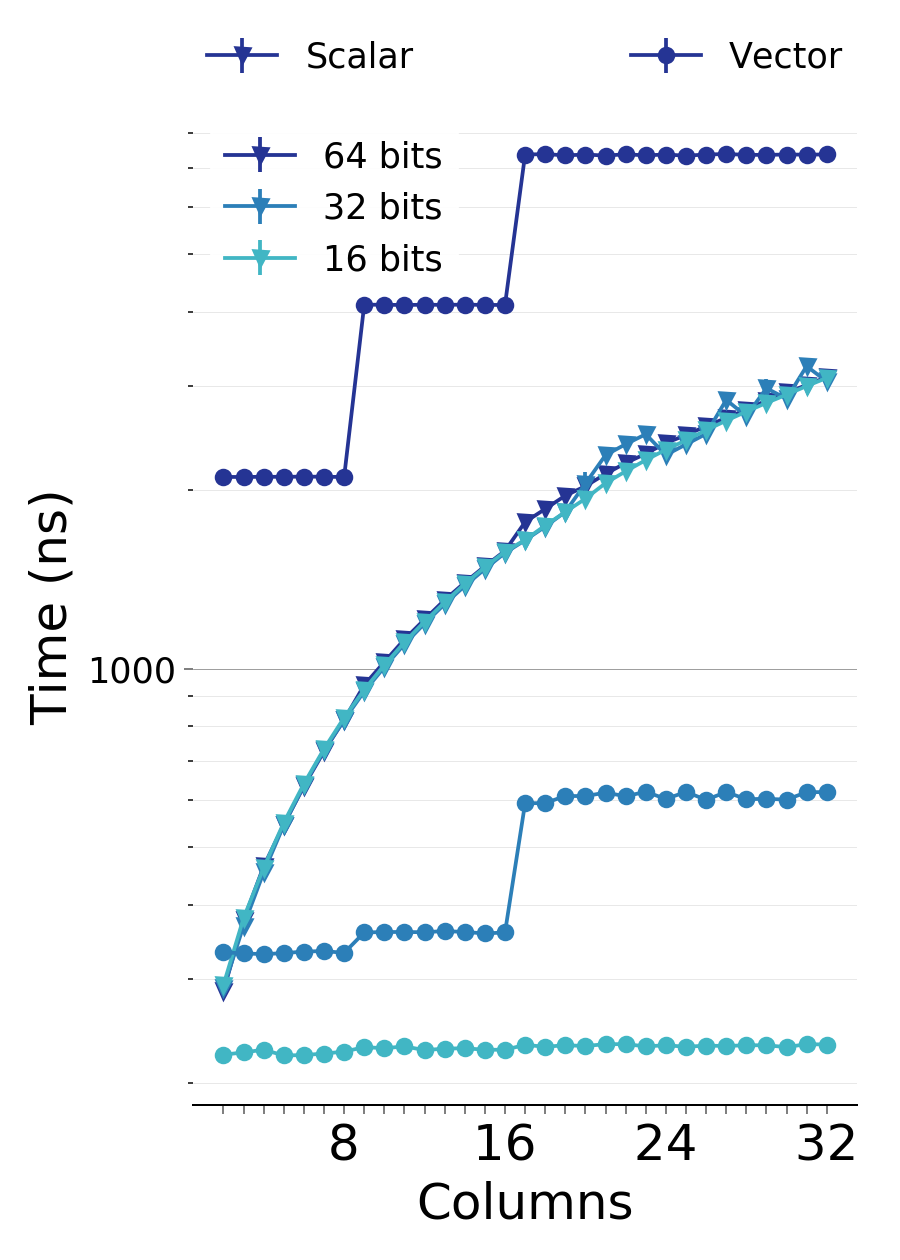 Scalar
Vector
64 bits
32 bits
16 bits
Time (ns)
1000
8 16 24 32
Columns